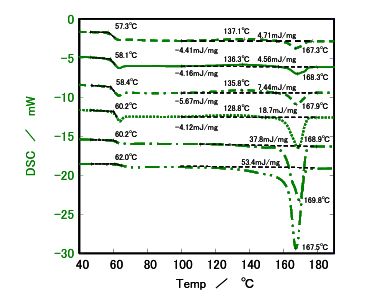 0
57.3℃
137.1℃
4.71mJ/mg
−4.41mJ/mg
167.3℃
58.1℃
136.3℃
4.56mJ/mg
−5
−4.16mJ/mg
168.3℃
58.4℃
135.8℃
7.44mJ/mg
−10
−5.67mJ/mg
167.9℃
60.2℃
128.8℃
18.7mJ/mg
−4.12mJ/mg
−15
60.2℃
37.8mJ/mg
168.9℃
62.0℃
53.4mJ/mg
−20
169.8℃
−25
167.5℃
−30
40 60 80 100 120 140 160 180
Temp ／ ℃
DSC ／ mW